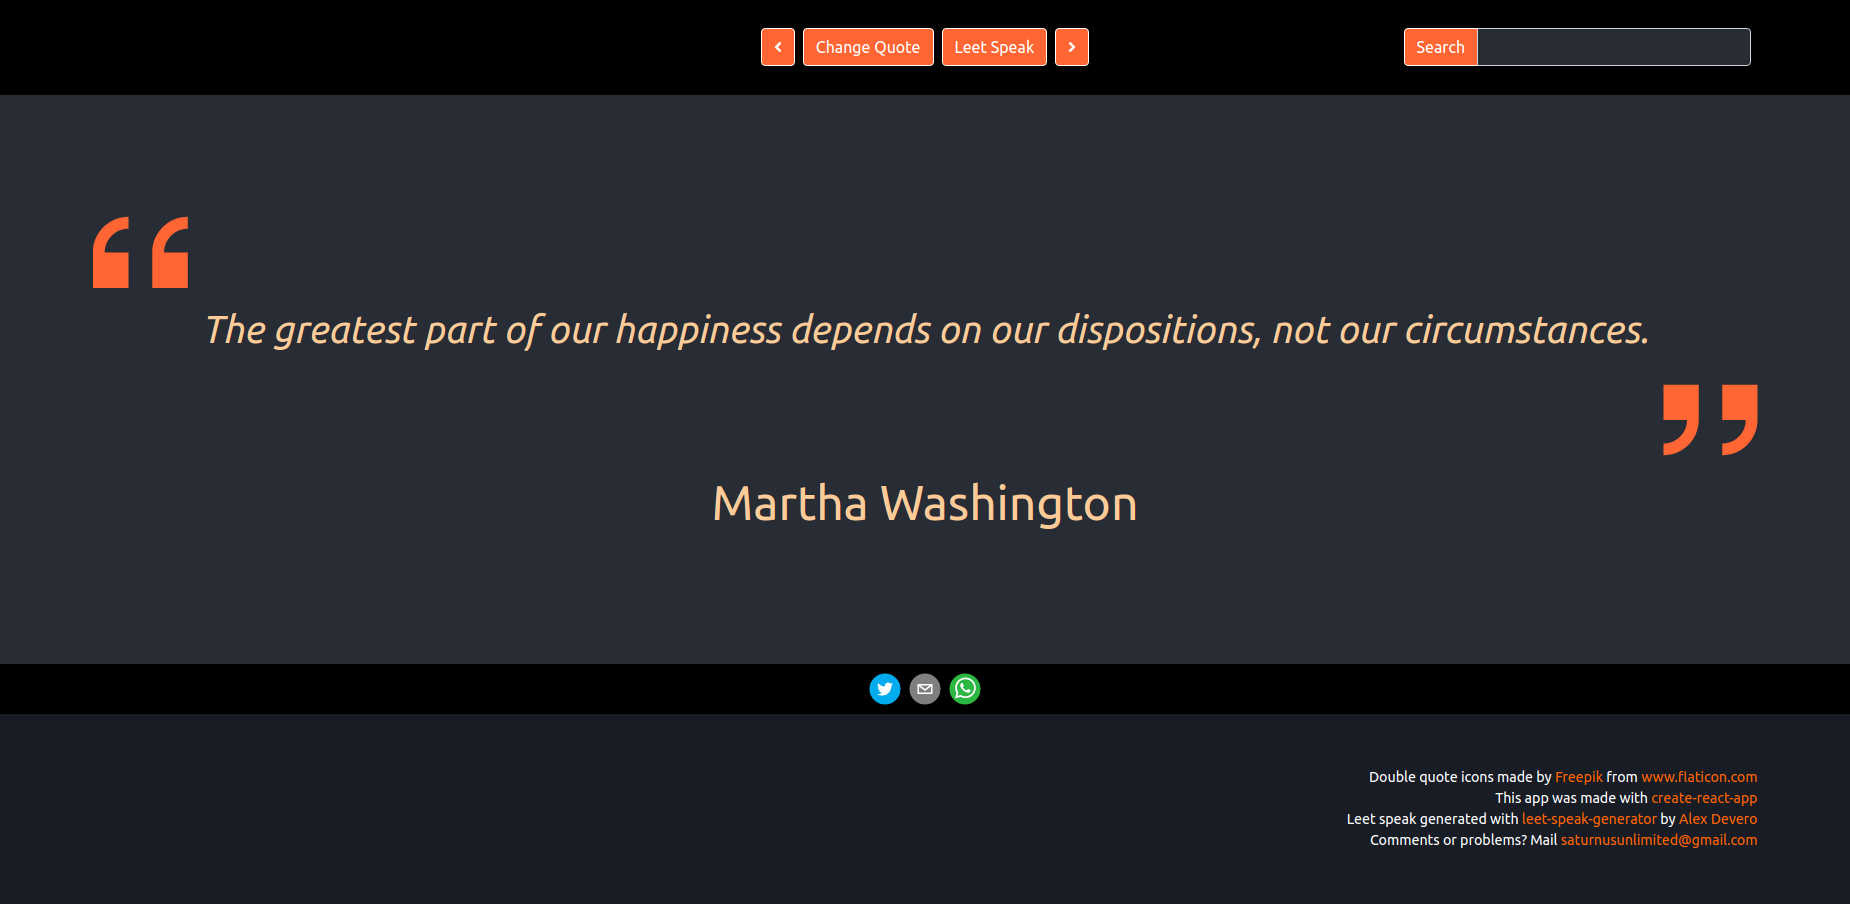 Change Quote Leet Speak Search
The greatest part of our happiness depends on our dispositions, not our circumstances.
Martha Washington
Double quote icons made by Freepik from www.flaticon.com
This app was made with create-react-app
Leet speak generated with leet-speak-generator by Alex Devero
Comments or problems? Mail saturnusunlimited@gmail.com